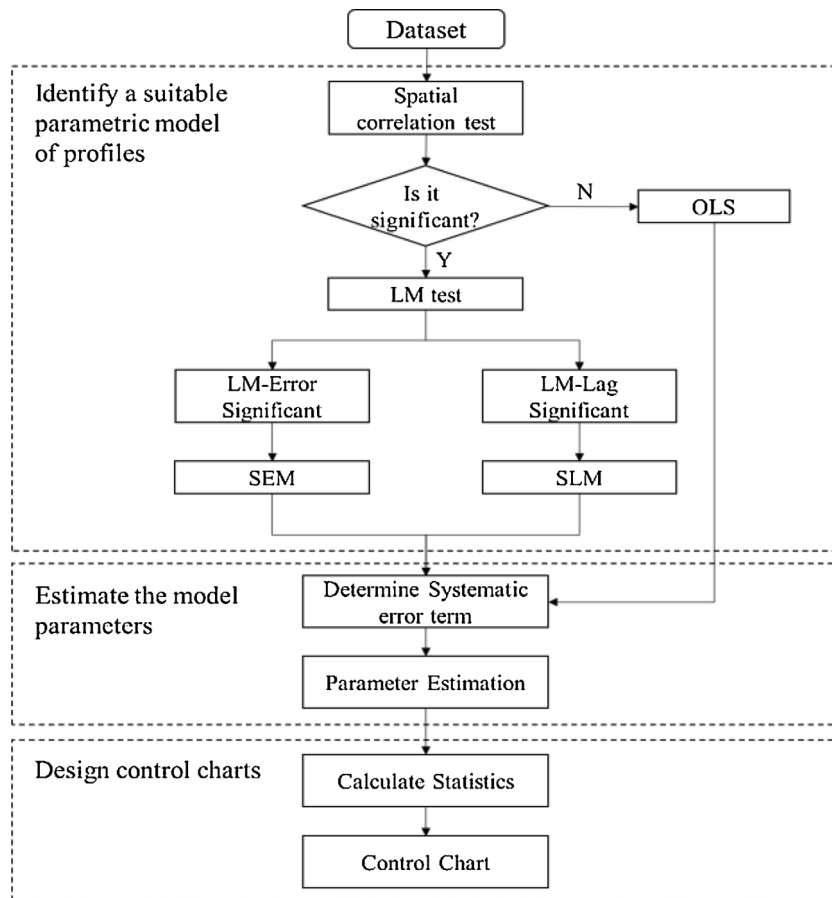 Dataset
Identify a suitable
parametric model
of profiles
Spatial
correlation test
Is it
significant?
N
OLS
Y
LM test
LM-Error
Significant
LM-Lag
Significant
SEM
SLM
Estimate the model
parameters
Determine Systematic
error term
Parameter Estimation
Design control charts
Calculate Statistics
Control Chart